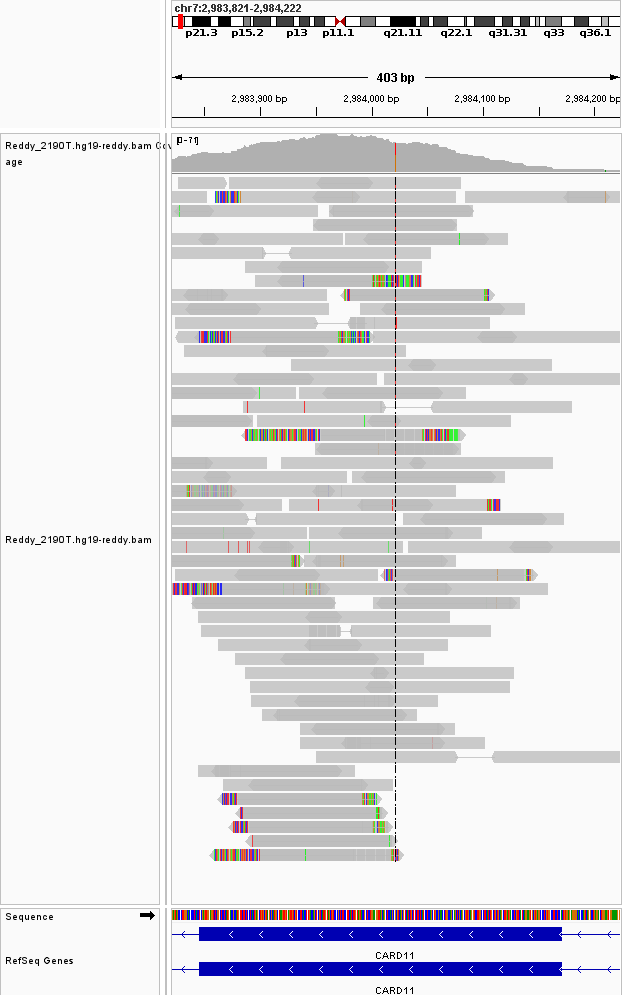 chr7:2,983,821-2,984,222
p21.3 p15.2 p13 p11.1 q21.11 q22.1 q31.31 q33 q36.1
403 bp
2,983,900 bp 2,984,000 bp 2,984,100 bp 2,984,200 bp
Reddy_2190T.hg19-reddy.bam Cov
age
[0-71]
Reddy_2190T.hg19-reddy.bam
Sequence
CARD11
RefSeq Genes
CARD11